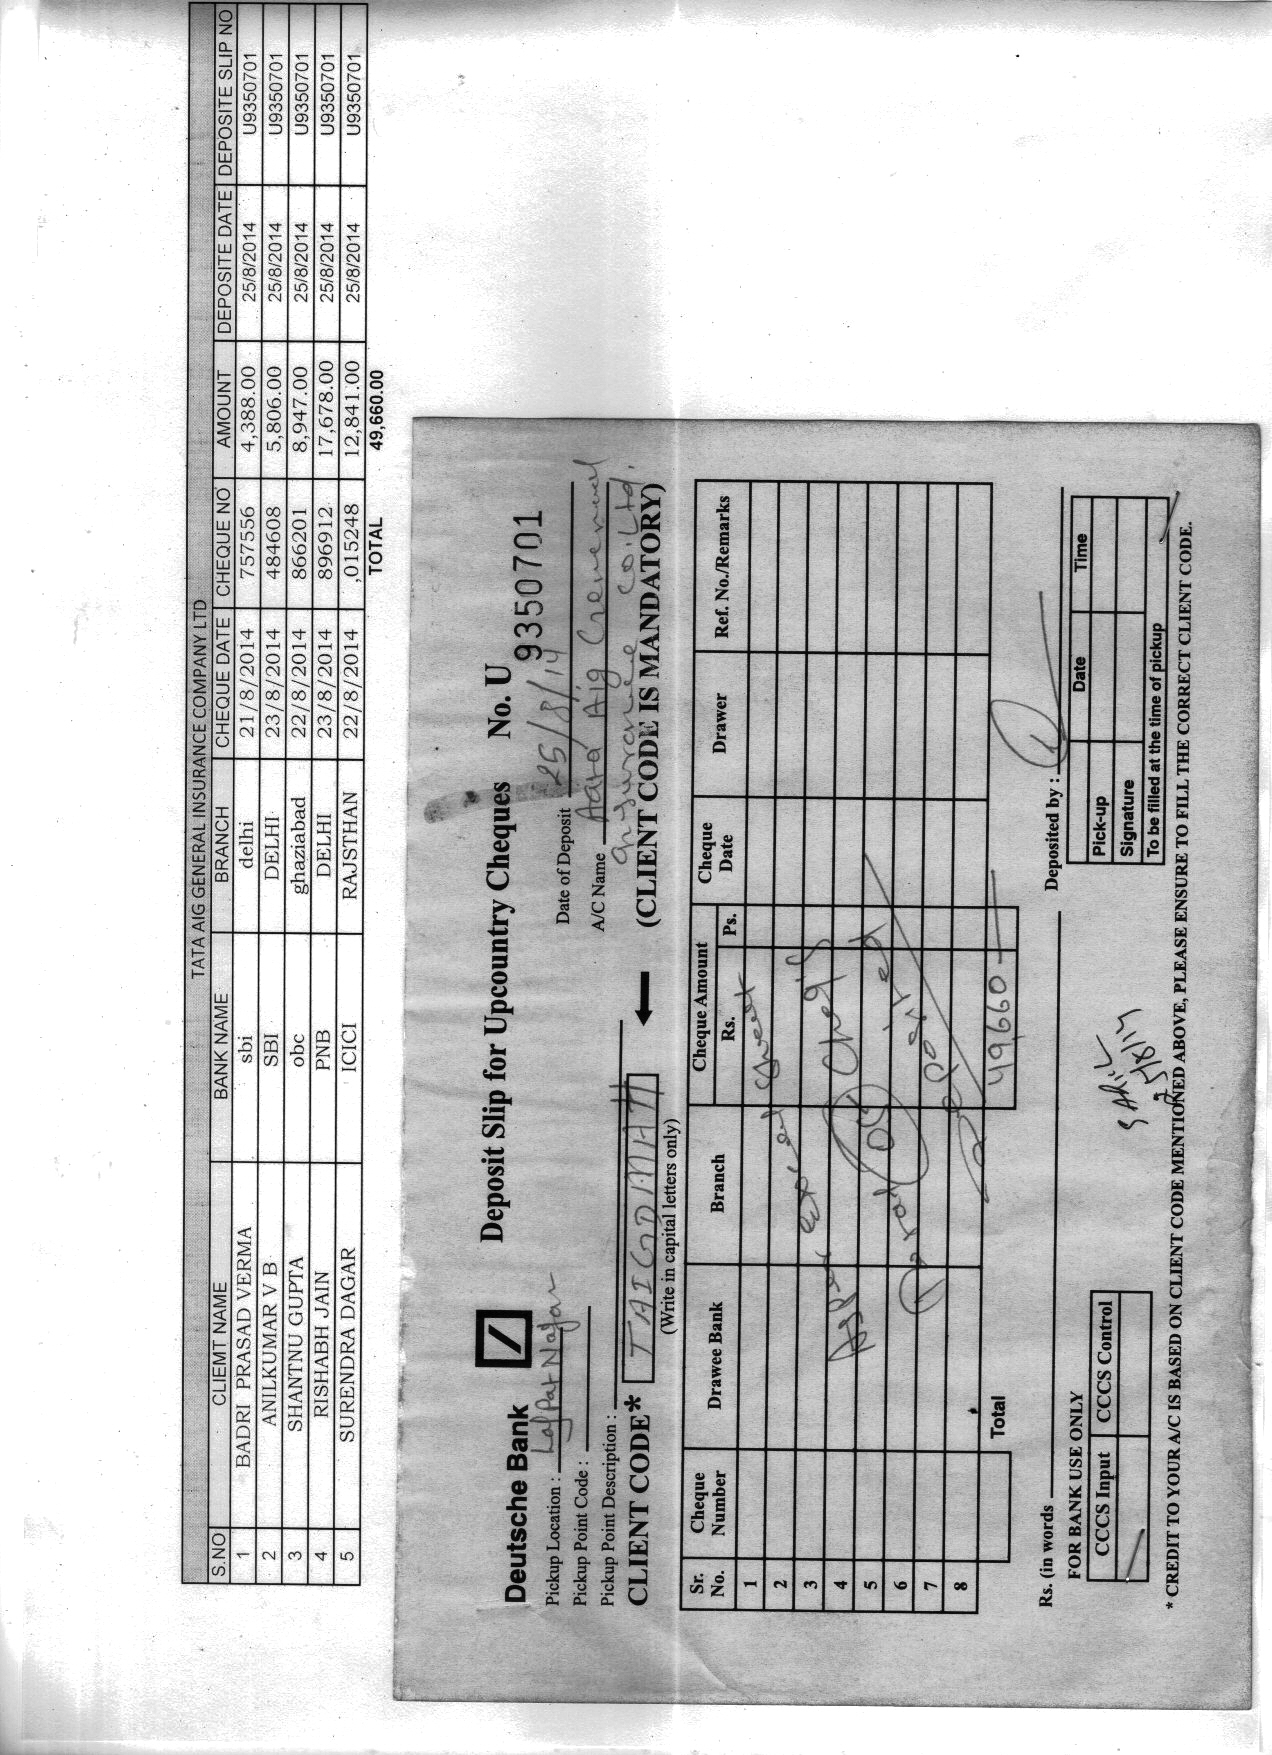 TATA AIG GENERAL INSURANCE COMPANY LTD
S.NO CLIEMT NAME BANK NAME BRANCH CHEQUE DATE CHEQUE NO AMOUNT DEPOSITE DATE DEPOSITE SLIP NO
1 BADRI PRASAD VERMA sbi delhi 21/8/2014 757556 4,388.00 25/8/2014 U9350701
2 ANILKUMAR V B SBI DELHI 23/8/2014 484608 5,806.00 25/8/2014 U9350701
3 SHANTNU GUPTA obc ghaziabad 22/8/2014 866201 8,947.00 25/8/2014 U9350701
4 RISHABH JAIN PNB DELHI 23/8/2014 896912 17,678.00 25/8/2014 U9350701
5 SURENDRA DAGAR ICICI RAJSTHAN 22/8/2014 ,015248 12,841.00 25/8/2014 U9350701
TOTAL 49,660.00
Deutsche Bank Deposit Slip for Upcountry Cheques No. U 9350701
Pickup Location : Lajpat Nagar Date of Deposit 25/8/14
Pickup Point Code : A/C Name Tata Aig General
Pickup Point Description : Insurance Co. Ltd.
CLIENT CODE* (CLIENT CODE IS MANDATORY)
(Write in capital letters only)
Sr. No. Cheque Number Drawee Bank Branch Cheque Amount Rs. Ps. Cheque Date Drawer Ref. No./Remarks
1
2
3
4
5
6
7
8
As per Sheet
Total 05 Chq's
Deposited
Total 49,660
Rs. (in words Deposited by :
FOR BANK USE ONLY
CCCS Input CCCS Control
25/8/14
Pick-up Date Time
Signature
To be filled at the time of pickup
* CREDIT TO YOUR A/C IS BASED ON CLIENT CODE MENTIONED ABOVE, PLEASE ENSURE TO FILL THE CORRECT CLIENT CODE.